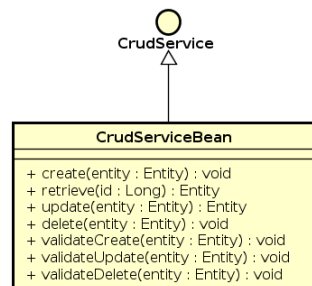 CrudService
CrudServiceBean
+ create(entity : Entity) : void
+ retrieve(id : Long) : Entity
+ update(entity : Entity) : Entity
+ delete(entity : Entity) : void
+ validateCreate(entity : Entity) : void
+ validateUpdate(entity : Entity) : void
+ validateDelete(entity : Entity) : void